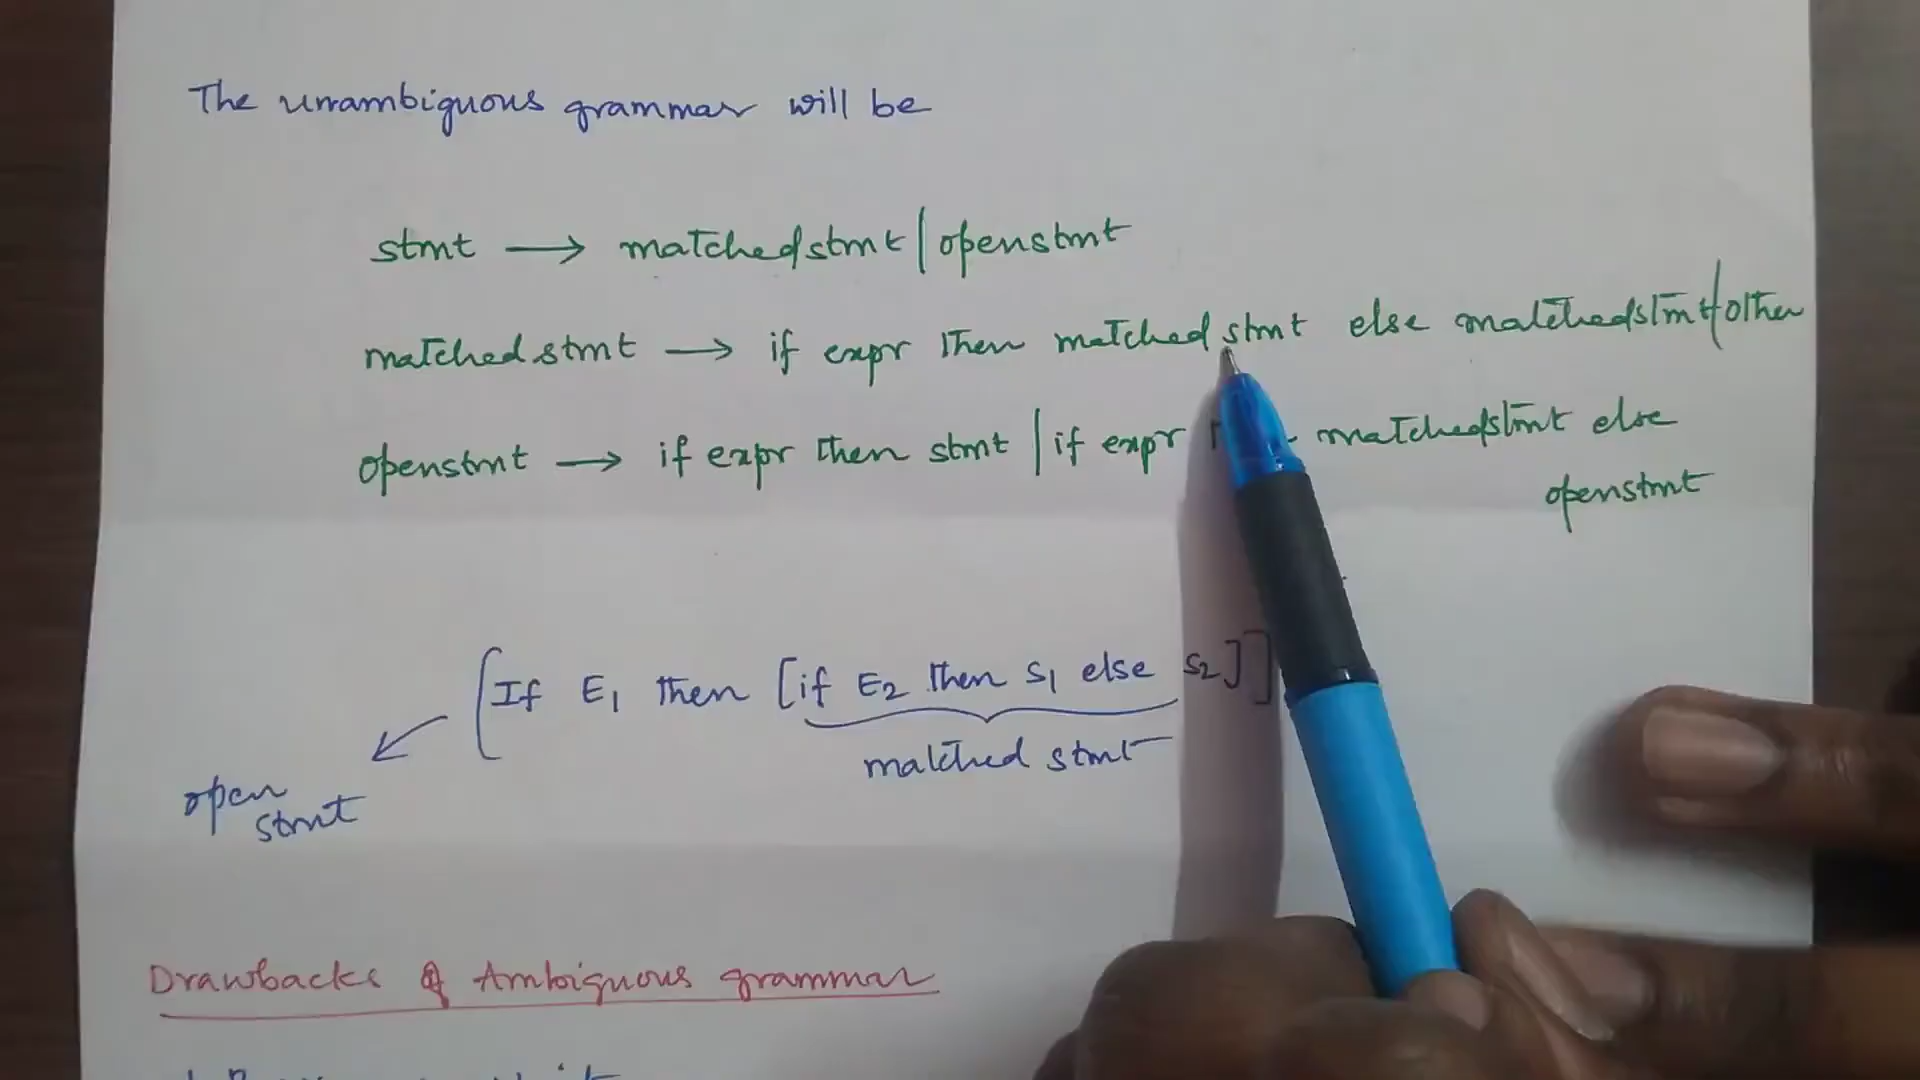 The unambiguous grammar will be
stmt → matchedstmt | openstmt
matched stmt → if expr then matched stmt else matchedstmt | other
openstmt → if expr then stmt | if expr matchedstmt else
openstmt
[If E1 then [if E2 then S1 else S2]]
matched stmt
open
stmt
Drawbacks of Ambiguous grammar